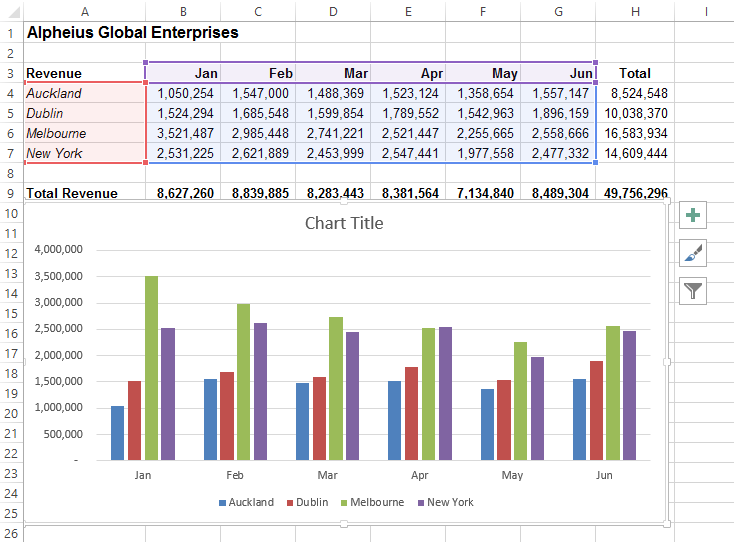 A B C D E F G H I
1 Alpheius Global Enterprises
2
3 Revenue Jan Feb Mar Apr May Jun Total
4 Auckland 1,050,254 1,547,000 1,488,369 1,523,124 1,358,654 1,557,147 8,524,548
5 Dublin 1,524,294 1,685,548 1,599,854 1,789,552 1,542,963 1,896,159 10,038,370
6 Melbourne 3,521,487 2,985,448 2,741,221 2,521,447 2,255,665 2,558,666 16,583,934
7 New York 2,531,225 2,621,889 2,453,999 2,547,441 1,977,558 2,477,332 14,609,444
8
9 Total Revenue 8,627,260 8,839,885 8,283,443 8,381,564 7,134,840 8,489,304 49,756,296
10
11
12
13
14
15
16
17
18
19
20
21
22
23
24
25
26
Chart Title
4,000,000
3,500,000
3,000,000
2,500,000
2,000,000
1,500,000
1,000,000
500,000
-
Jan Feb Mar Apr May Jun
Auckland Dublin Melbourne New York